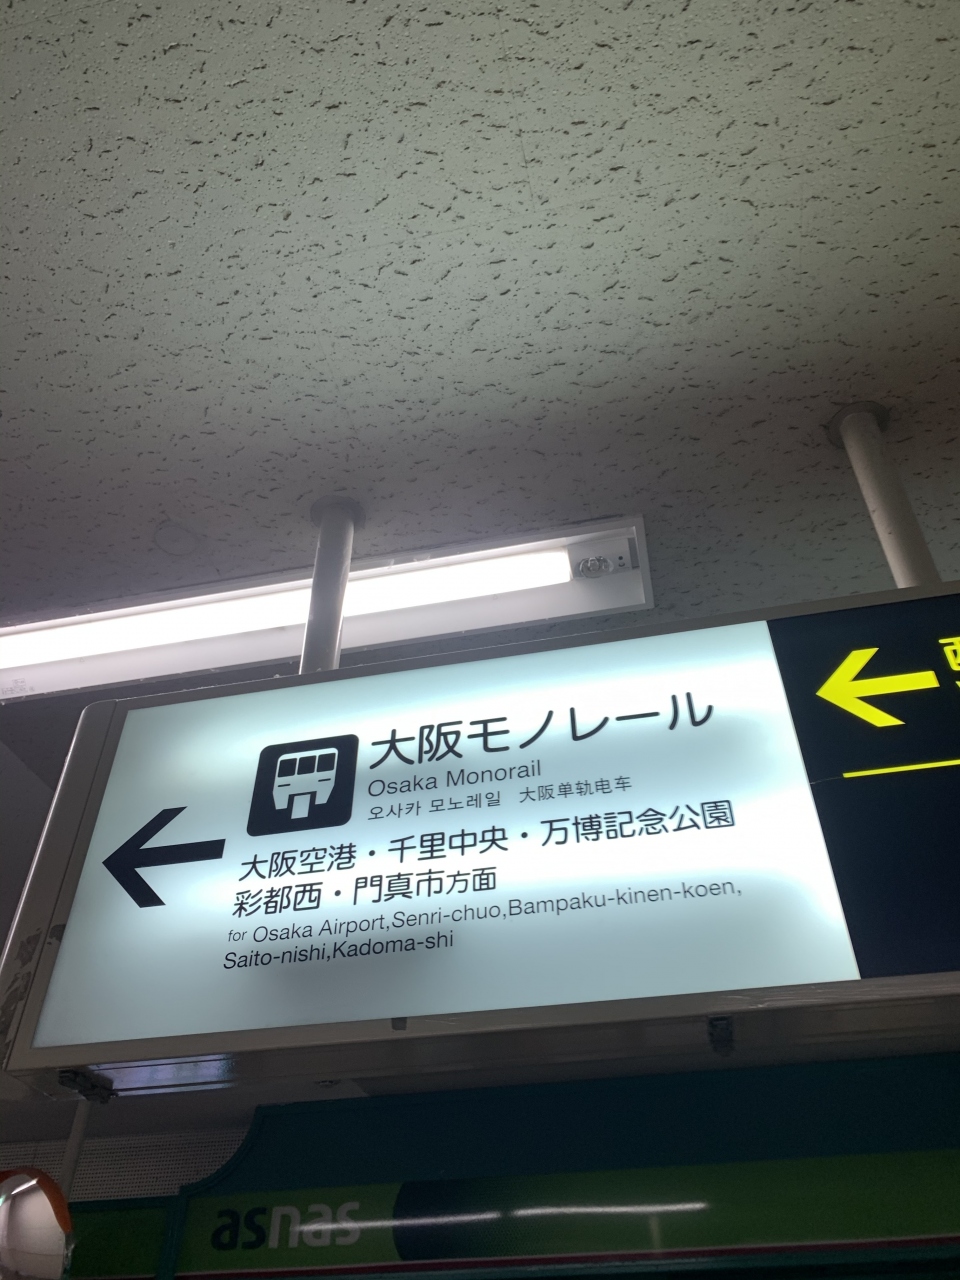 大阪モノレール
Osaka Monorail
오사카 모노레일 大阪单轨电车
大阪空港・千里中央・万博記念公園
彩都西・門真市方面
for Osaka Airport,Senri-chuo,Bampaku-kinen-koen,
Saito-nishi,Kadoma-shi
asnas